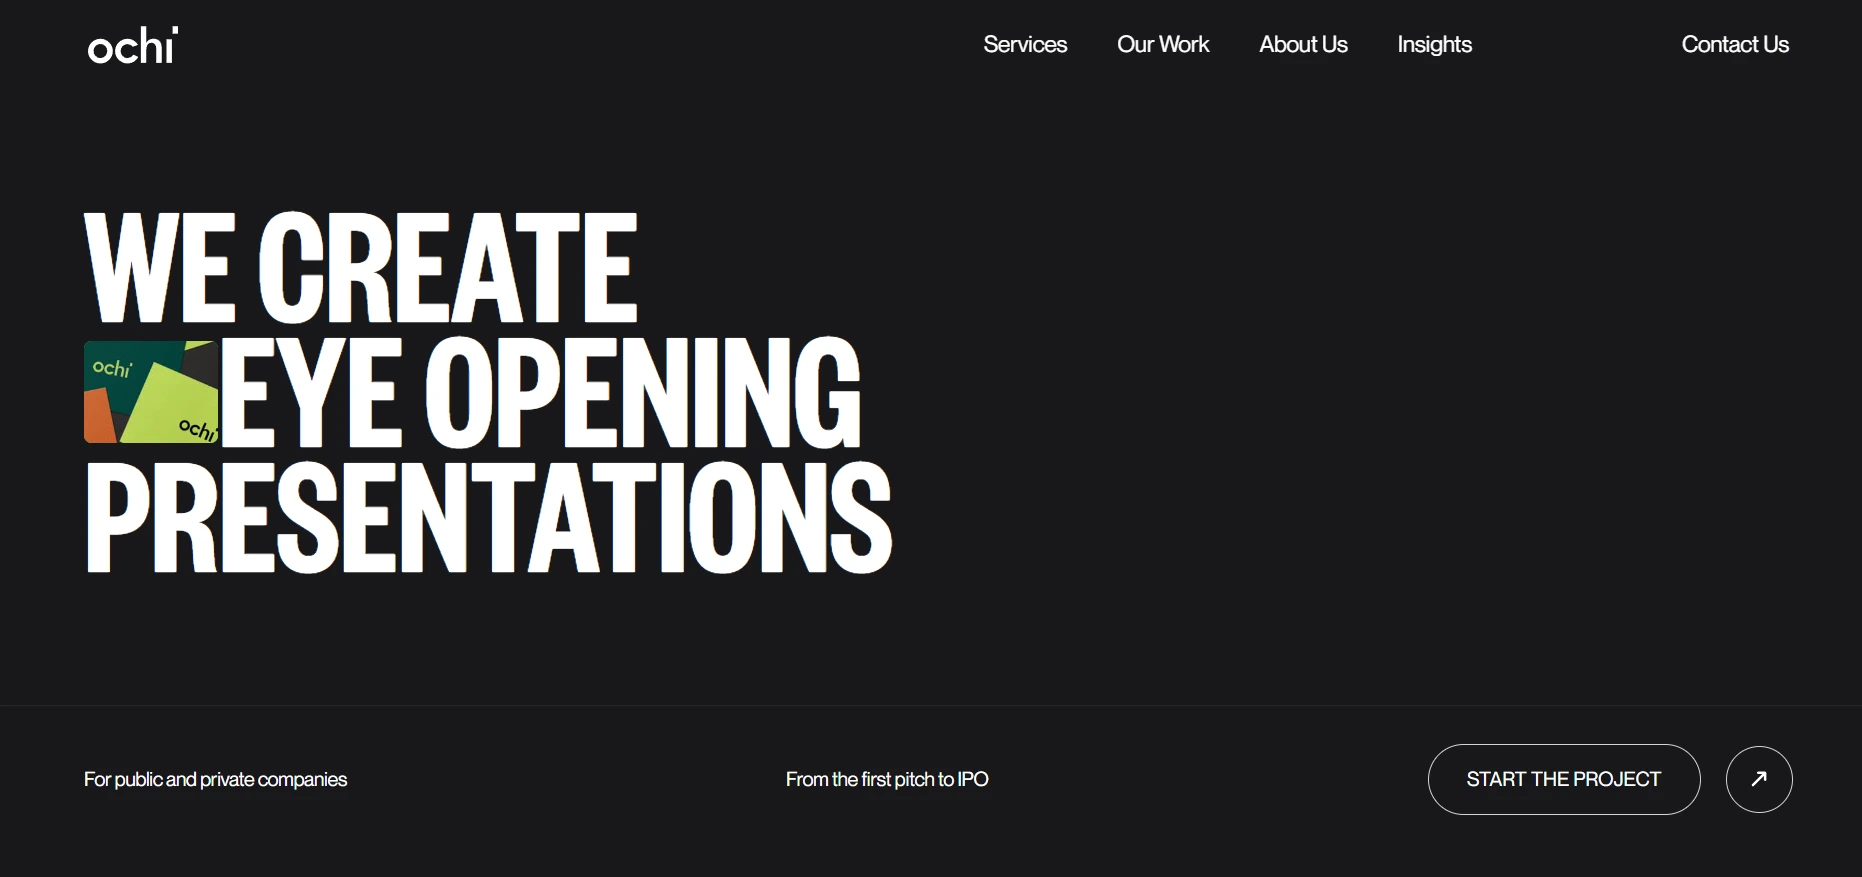 ochi
Services Our Work About Us Insights Contact Us
WE CREATE
ochi
ochi
EYE OPENING
PRESENTATIONS
For public and private companies From the first pitch to IPO START THE PROJECT